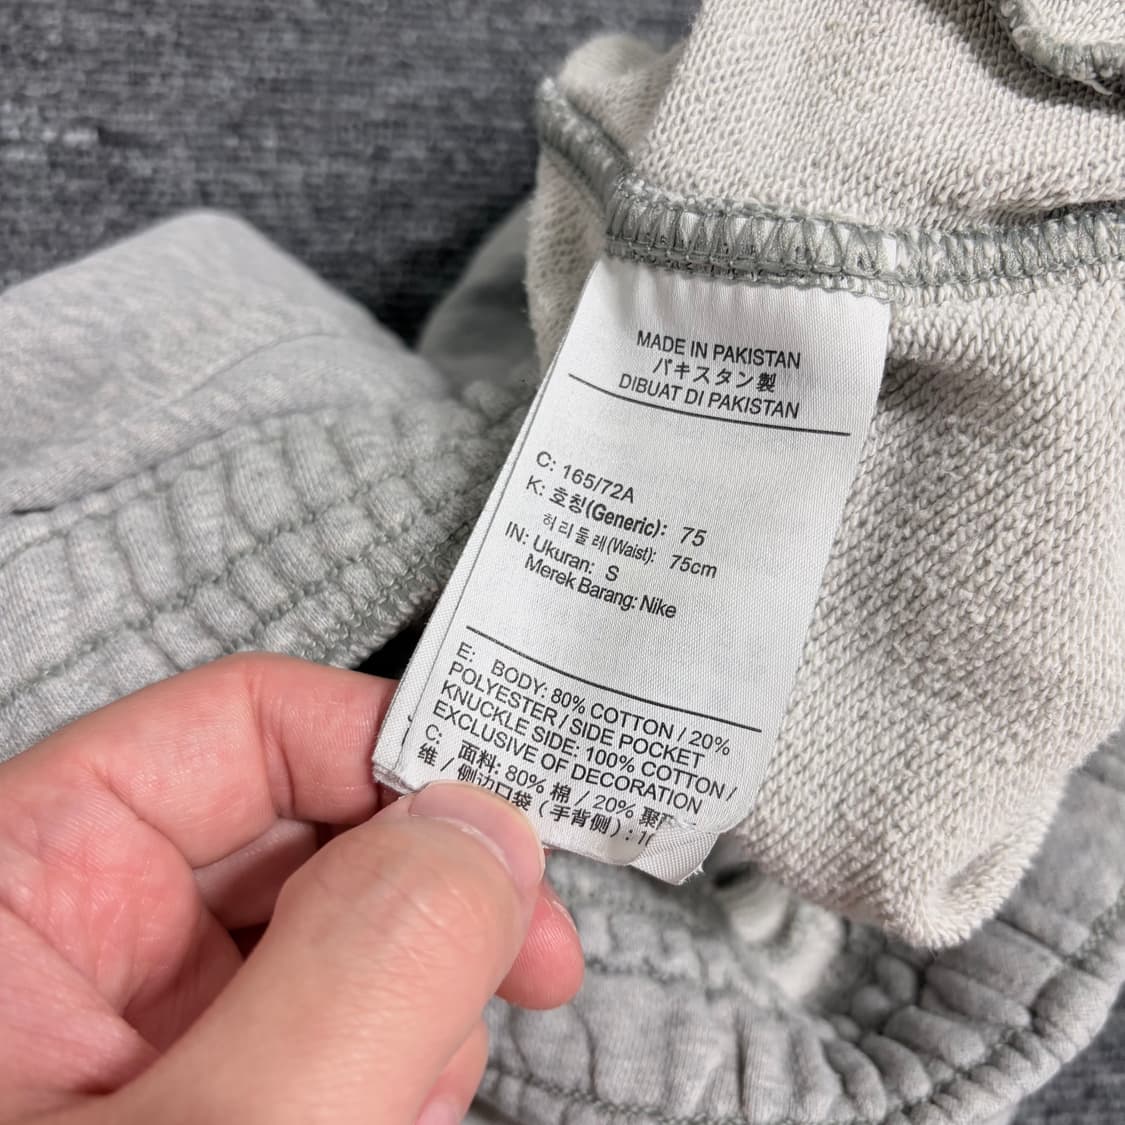 MADE IN PAKISTAN
パキスタン製
DIBUAT DI PAKISTAN
C: 165/72A
K: 호칭(Generic): 75
허리둘레(Waist): 75cm
IN: Ukuran: S
Merek Barang: Nike
E: BODY: 80% COTTON / 20%
POLYESTER / SIDE POCKET
KNUCKLE SIDE: 100% COTTON /
EXCLUSIVE OF DECORATION
C: 面料: 80% 棉 / 20% 聚
维 / 侧边口袋 (手背侧) :